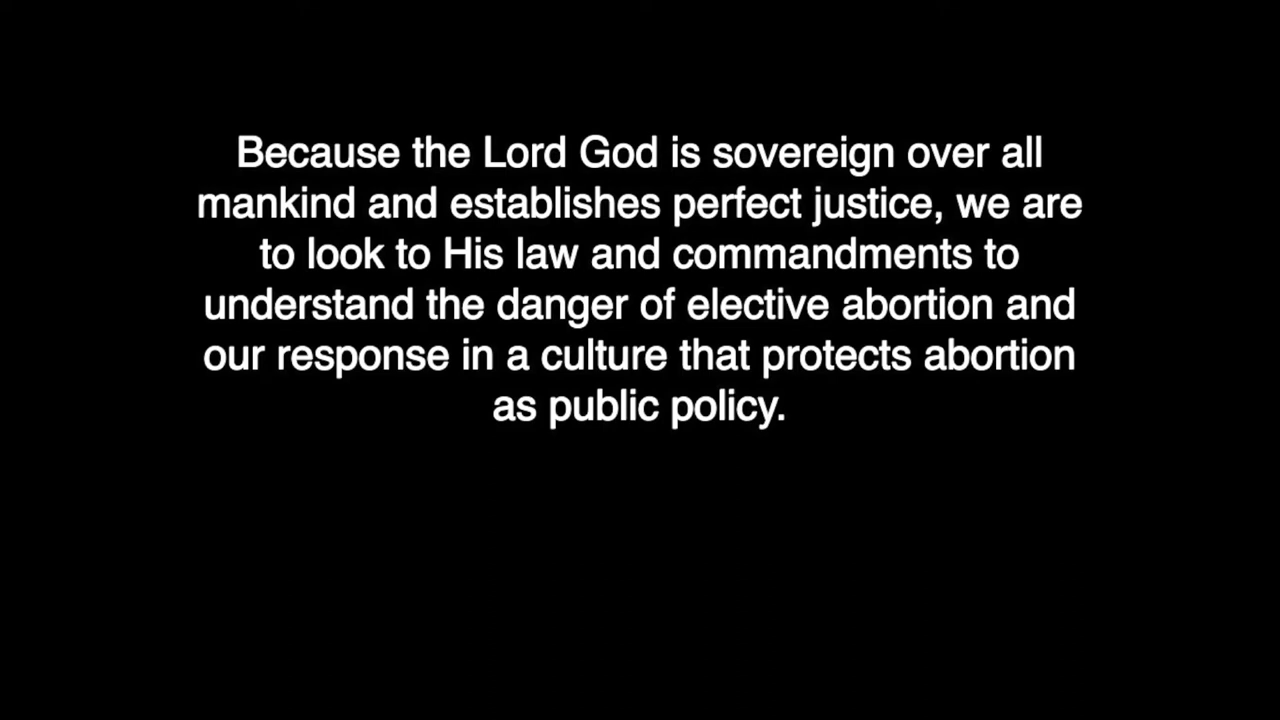 Because the Lord God is sovereign over all
mankind and establishes perfect justice, we are
to look to His law and commandments to
understand the danger of elective abortion and
our response in a culture that protects abortion
as public policy.